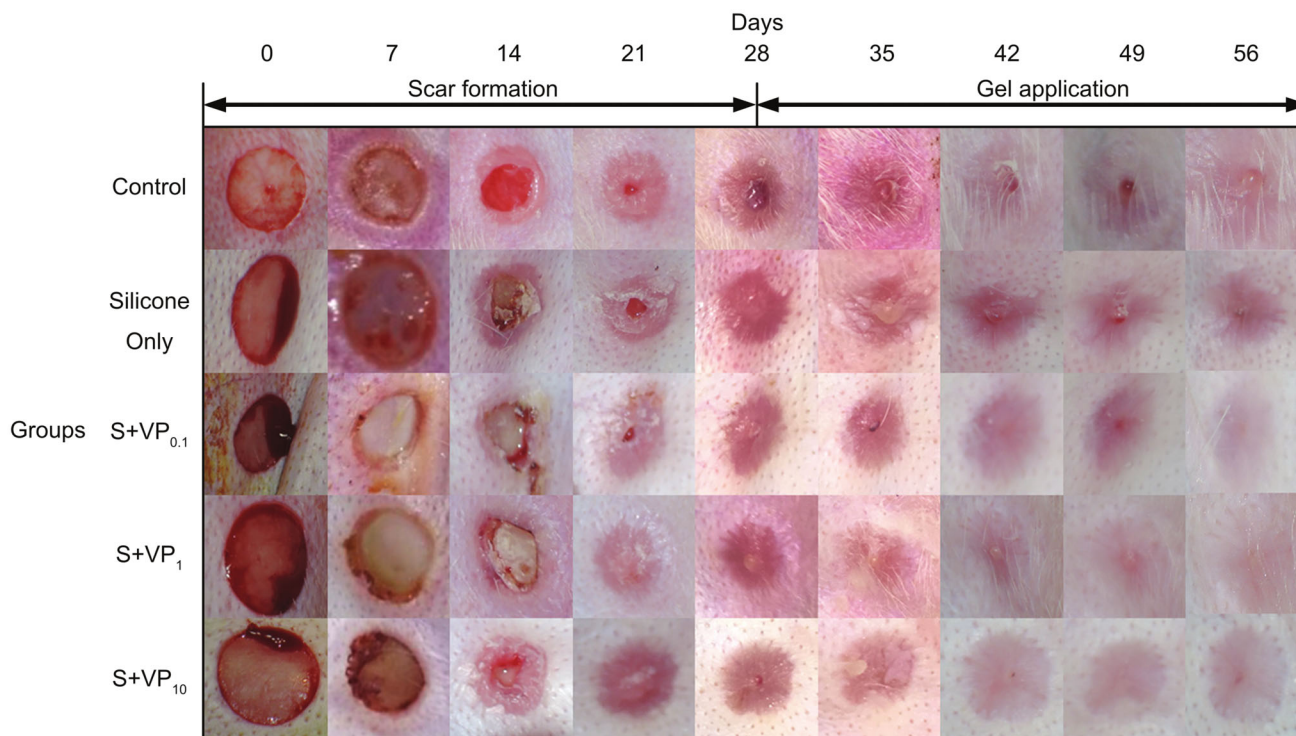 Days
0 7 14 21 28 35 42 49 56
Scar formation Gel application
Control
Silicone
Only
Groups S+VP0.1
S+VP1
S+VP10